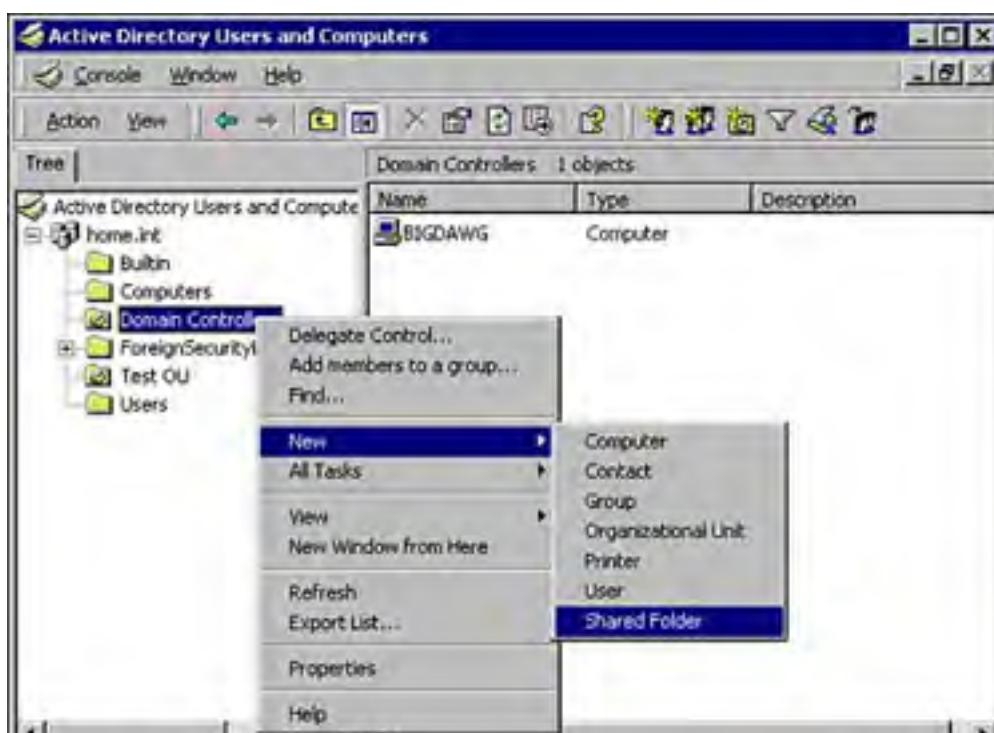 Active Directory Users and Computers
Console Window Help
Action View
Tree
Domain Controllers 1 objects
Active Directory Users and Compute
Name Type Description
home.int
BIGDAWG Computer
Builtin
Computers
Domain Controll
ForeignSecurity
Test OU
Users
Delegate Control...
Add members to a group...
Find...
New
All Tasks
View
New Window from Here
Refresh
Export List...
Properties
Help
Computer
Contact
Group
Organizational Unit
Printer
User
Shared Folder